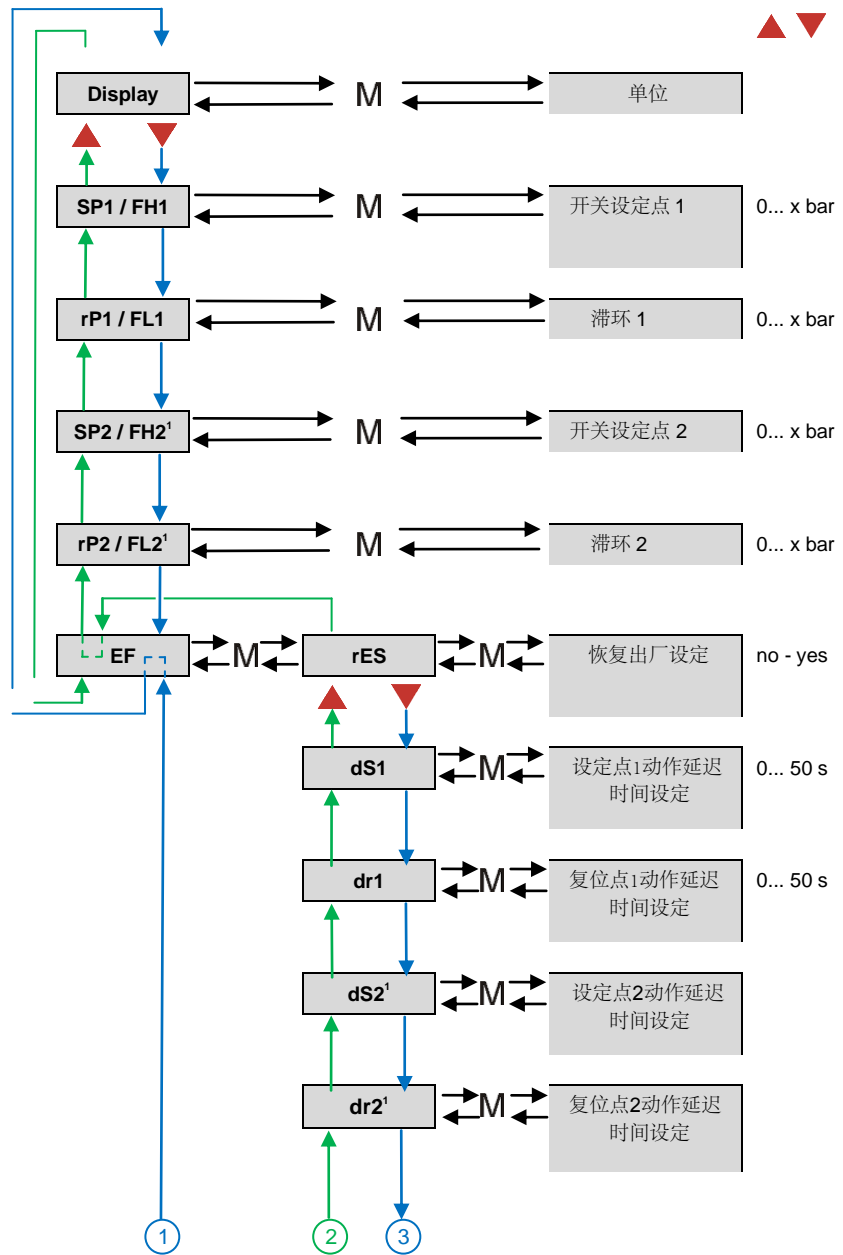 Display
M
单位
SP1 / FH1
M
开关设定点 1
0... x bar
rP1 / FL1
M
滞环 1
0... x bar
SP2 / FH2¹
M
开关设定点 2
0... x bar
rP2 / FL2¹
M
滞环 2
0... x bar
EF
M
rES
M
恢复出厂设定
no - yes
dS1
M
设定点1动作延迟
时间设定
0... 50 s
dr1
M
复位点1动作延迟
时间设定
0... 50 s
dS2¹
M
设定点2动作延迟
时间设定
dr2¹
M
复位点2动作延迟
时间设定
1
2
3